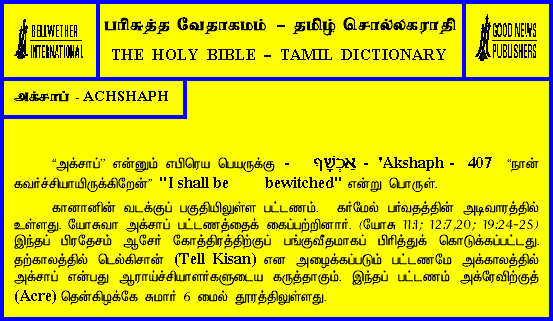 BELLWETHER
INTERNATIONAL
பரிசுத்த வேதாகமம் – தமிழ் சொல்லகராதி
THE HOLY BIBLE – TAMIL DICTIONARY
GOOD NEWS
PUBLISHERS
அக்சாப் - ACHSHAPH
“அக்சாப்” என்னும் எபிரெய பெயருக்கு - אַכְשָׁף - 'Akshaph - 407 “நான்
கவர்ச்சியாயிருக்கிறேன்” "I shall be bewitched" என்று பொருள்.
கானானின் வடக்குப் பகுதியிலுள்ள பட்டணம். கர்மேல் பர்வதத்தின் அடிவாரத்தில்
உள்ளது. யோசுவா அக்சாப் பட்டணத்தைக் கைப்பற்றினார். (யோசு 11:1; 12:7,20; 19:24-25)
இந்தப் பிரதேசம் ஆசேர் கோத்திரத்திற்குப் பங்குவீதமாகப் பிரித்துக் கொடுக்கப்பட்டது.
தற்காலத்தில் டெல்கிசான் (Tell Kisan) என அழைக்கப்படும் பட்டணமே அக்காலத்தில்
அக்சாப் என்பது ஆராய்ச்சியாளர்களுடைய கருத்தாகும். இந்தப் பட்டணம் அக்ரேவிற்குத்
(Acre) தென்கிழக்கே சுமார் 6 மைல் தூரத்திலுள்ளது.